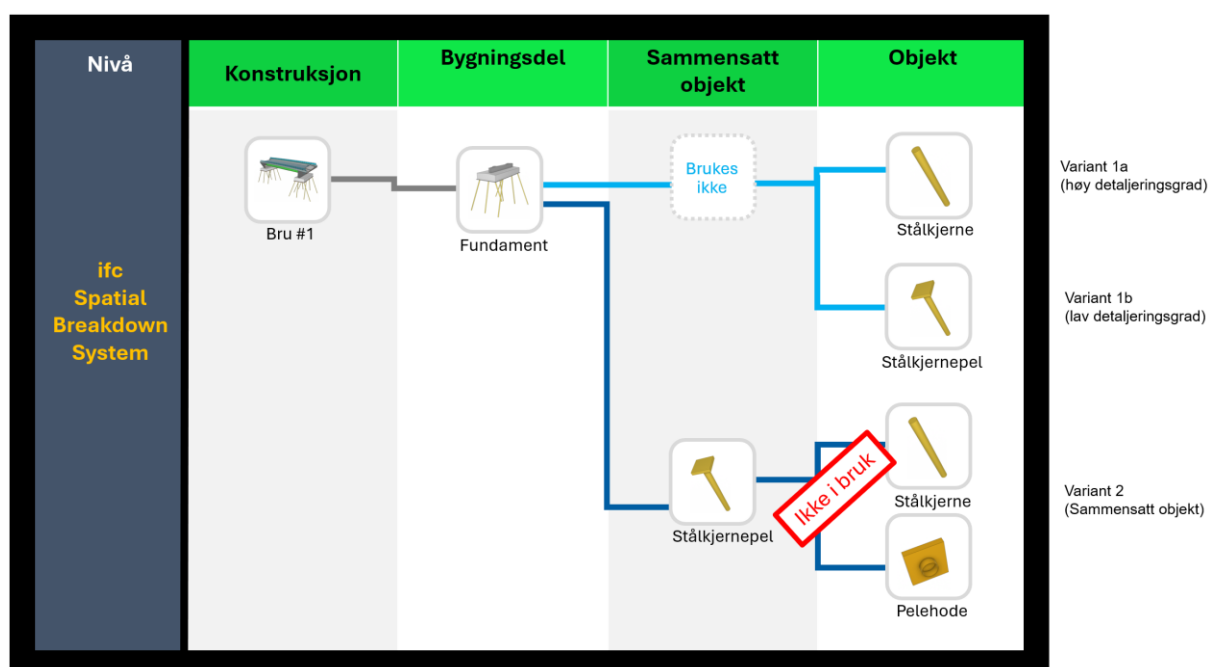 Nivå
Konstruksjon
Bygningsdel
Sammensatt
objekt
Objekt
ifc
Spatial
Breakdown
System
Bru #1
Fundament
Brukes
ikke
Stålkjerne
Variant 1a
(høy detaljeringsgrad)
Stålkjernepel
Variant 1b
(lav detaljeringsgrad)
Stålkjernepel
Ikke i bruk
Stålkjerne
Pelehode
Variant 2
(Sammensatt objekt)